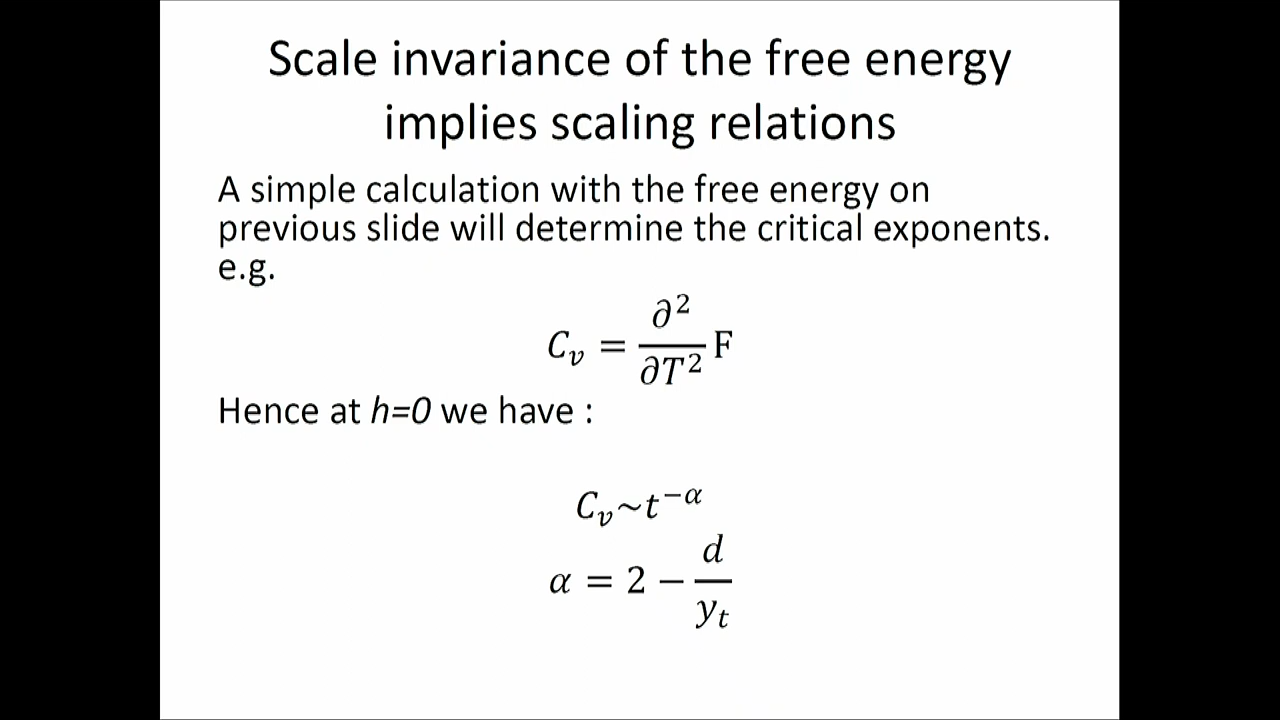 Scale invariance of the free energy
implies scaling relations
A simple calculation with the free energy on
previous slide will determine the critical exponents.
e.g.
C_v = ∂²/∂T² F
Hence at h=0 we have :
C_v~t^{−α}
α = 2 − d/y_t